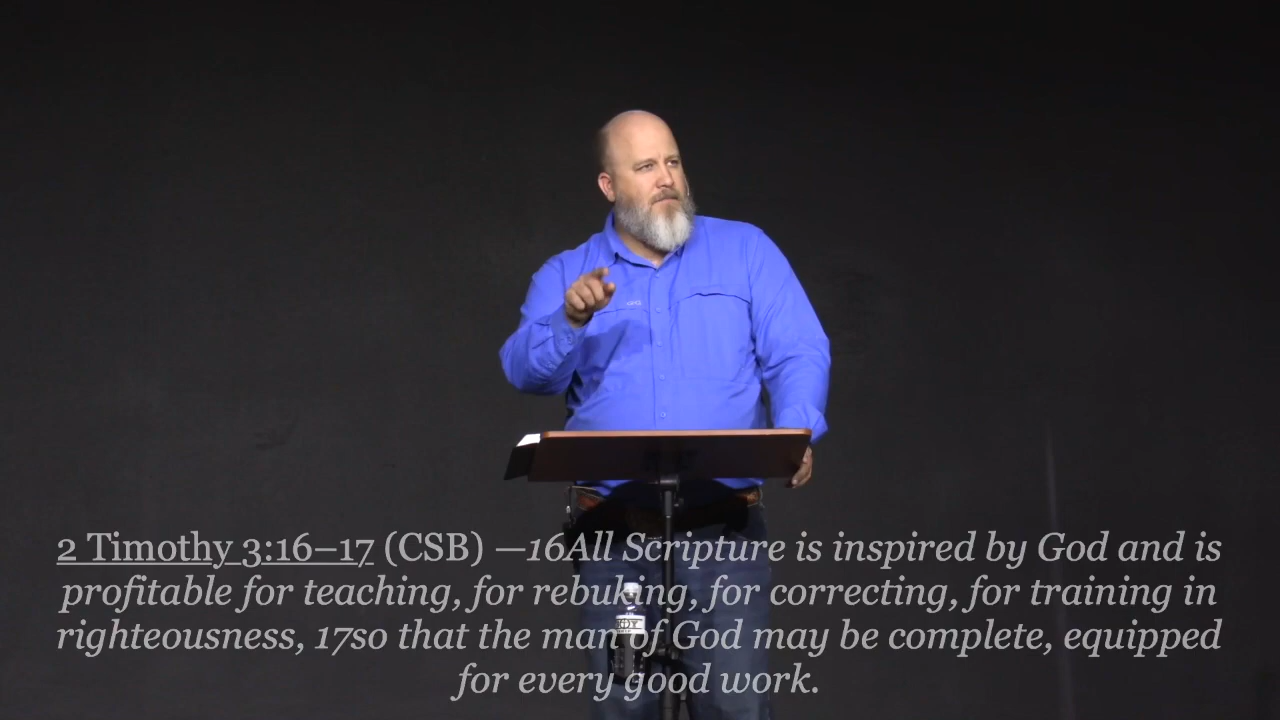 2 Timothy 3:16–17 (CSB) —16All Scripture is inspired by God and is
profitable for teaching, for rebuking, for correcting, for training in
righteousness, 17so that the man of God may be complete, equipped
for every good work.